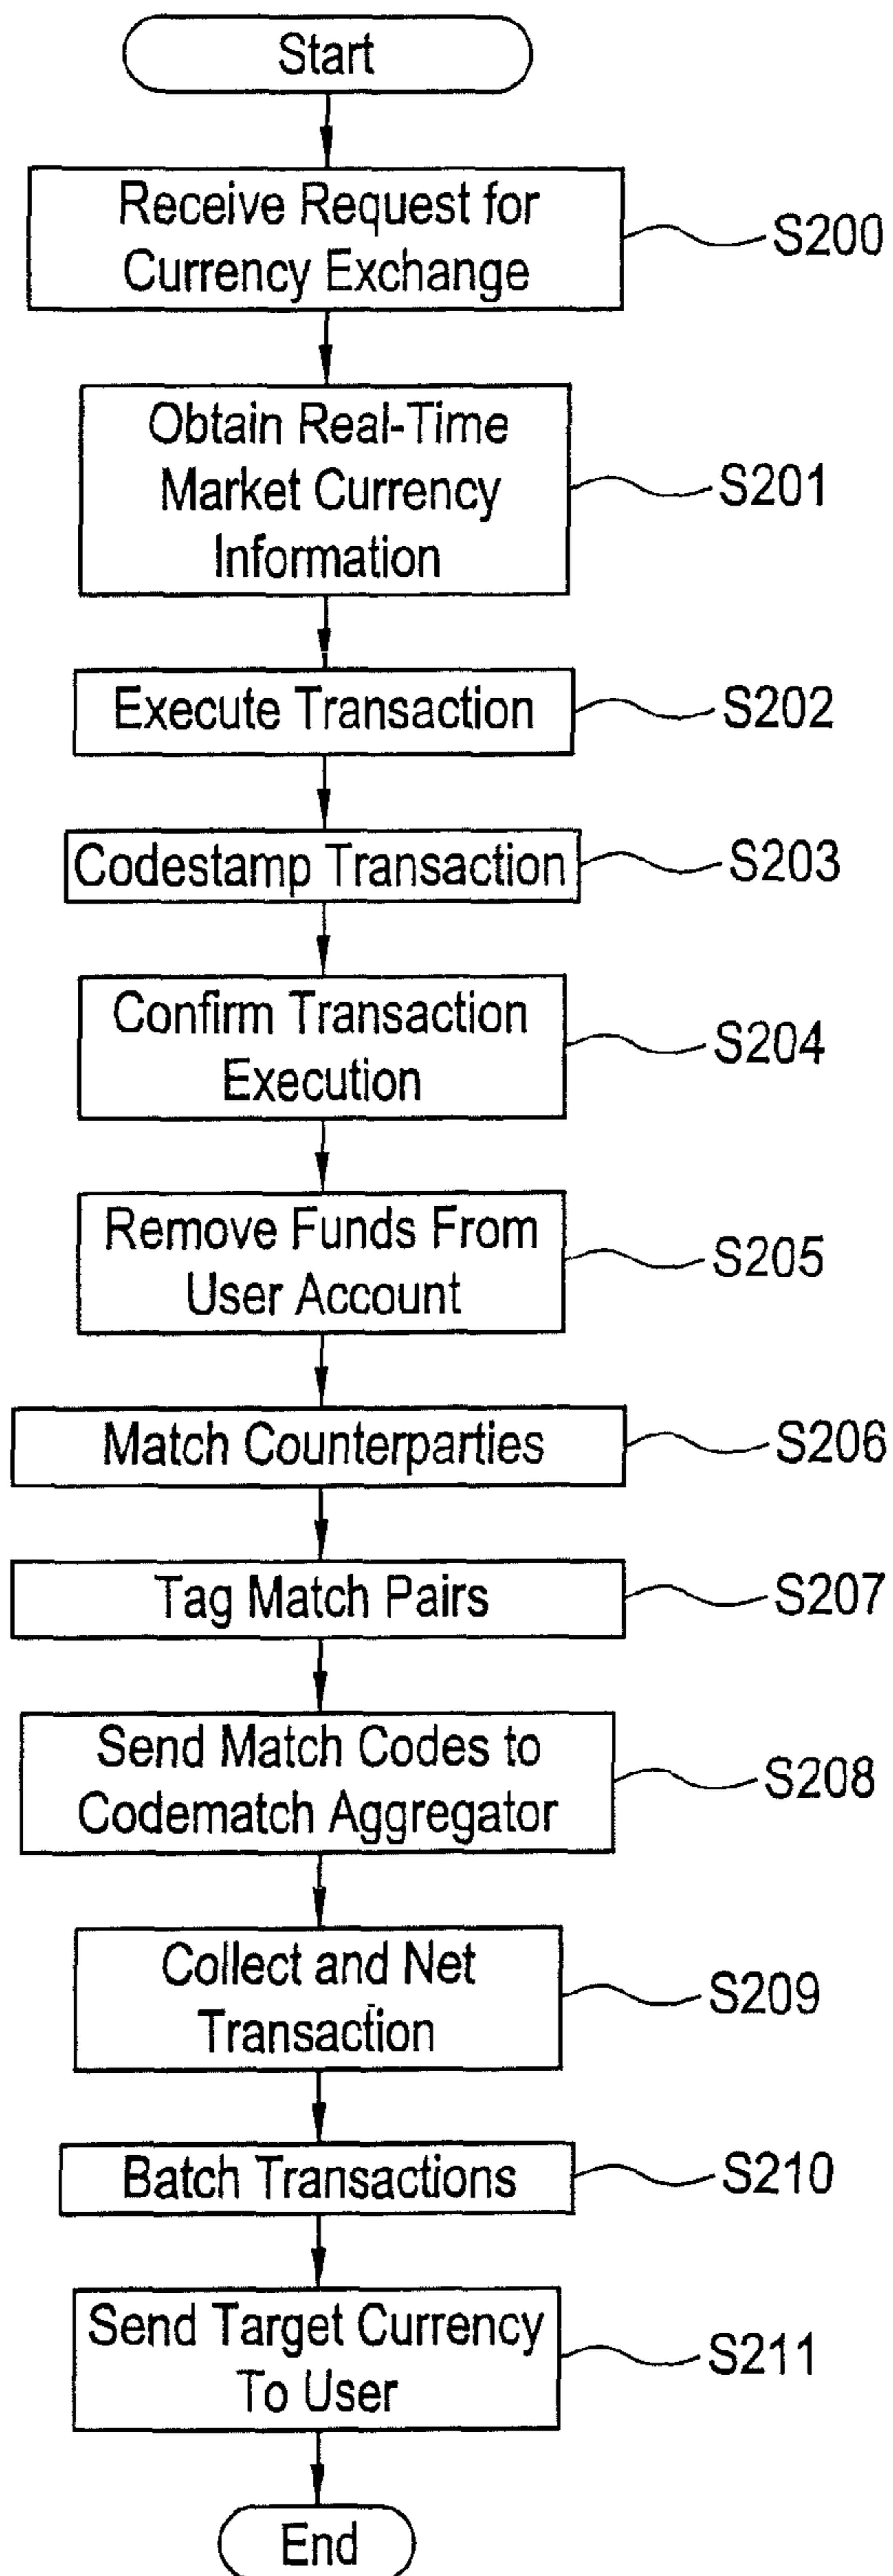 Start
Receive Request for
Currency Exchange
S200
Obtain Real-Time
Market Currency
Information
S201
Execute Transaction
S202
Codestamp Transaction
S203
Confirm Transaction
Execution
S204
Remove Funds From
User Account
S205
Match Counterparties
S206
Tag Match Pairs
S207
Send Match Codes to
Codematch Aggregator
S208
Collect and Net
Transaction
S209
Batch Transactions
S210
Send Target Currency
To User
S211
End